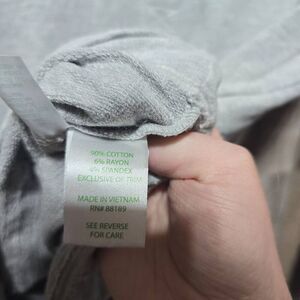 90% COTTON
6% RAYON
4% SPANDEX
EXCLUSIVE OF TRIM
MADE IN VIETNAM
RN# 88189
SEE REVERSE
FOR CARE